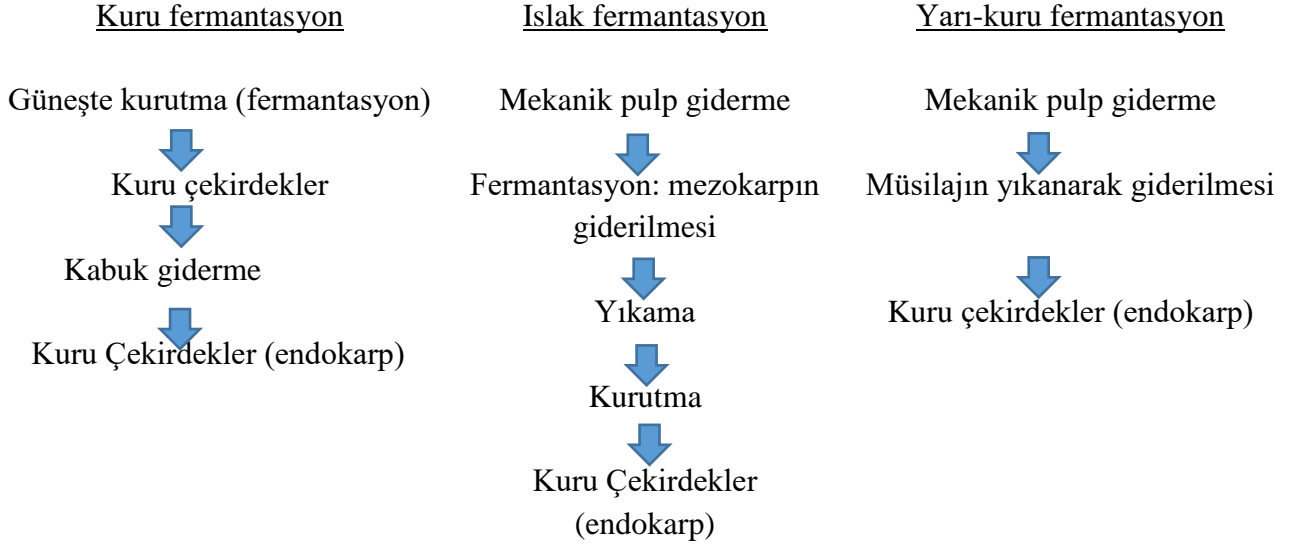 Kuru fermantasyon
Güneşte kurutma (fermantasyon)
Kuru çekirdekler
Kabuk giderme
Kuru Çekirdekler (endokarp)
Islak fermantasyon
Mekanik pulp giderme
Fermantasyon: mezokarpın
giderilmesi
Yıkama
Kurutma
Kuru Çekirdekler
(endokarp)
Yarı-kuru fermantasyon
Mekanik pulp giderme
Müsilajın yıkanarak giderilmesi
Kuru çekirdekler (endokarp)